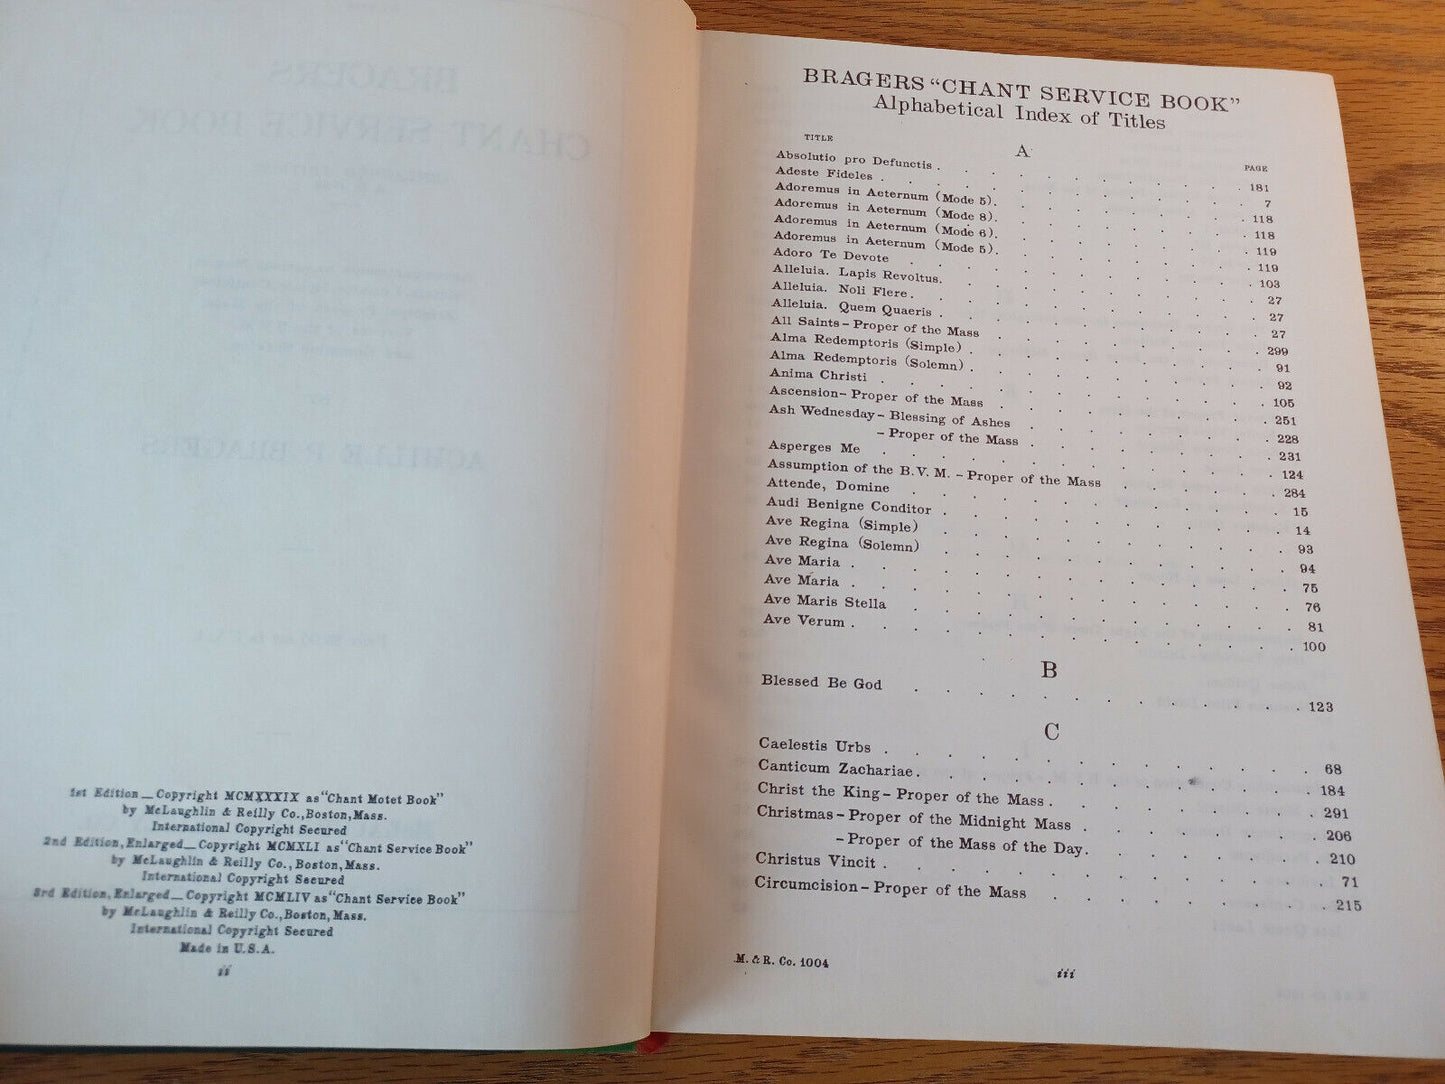 1st Edition_Copyright MCMXXXIX as "Chant Motet Book"
by McLaughlin & Reilly Co., Boston, Mass.
International Copyright Secured
2nd Edition, Enlarged_Copyright MCMXLI as "Chant Service Book"
by McLaughlin & Reilly Co., Boston, Mass.
International Copyright Secured
3rd Edition, Enlarged_Copyright MCMLIV as "Chant Service Book"
by McLaughlin & Reilly Co., Boston, Mass.
International Copyright Secured
Made in U.S.A.
ii
BRAGERS "CHANT SERVICE BOOK"
Alphabetical Index of Titles
TITLE A PAGE
Absolutio pro Defunctis . . . . . . . . . . 181
Adeste Fideles . . . . . . . . . . 7
Adoremus in Aeternum (Mode 5). . . . . . . . . 118
Adoremus in Aeternum (Mode 8). . . . . . . . . 118
Adoremus in Aeternum (Mode 6). . . . . . . . . 119
Adoremus in Aeternum (Mode 5). . . . . . . . . 119
Adoro Te Devote . . . . . . . . . . 103
Alleluia. Lapis Revoltus. . . . . . . . . . 27
Alleluia. Noli Flere. . . . . . . . . . 27
Alleluia. Quem Quaeris . . . . . . . . . . 27
All Saints – Proper of the Mass . . . . . . . . . 299
Alma Redemptoris (Simple) . . . . . . . . . . 91
Alma Redemptoris (Solemn) . . . . . . . . . . 92
Anima Christi . . . . . . . . . . 105
Ascension – Proper of the Mass . . . . . . . . . 251
Ash Wednesday – Blessing of Ashes . . . . . . . . 228
– Proper of the Mass . . . . . . . . 231
Asperges Me . . . . . . . . . . 124
Assumption of the B.V.M. – Proper of the Mass . . . . . . 284
Attende, Domine . . . . . . . . . . 15
Audi Benigne Conditor . . . . . . . . . . 14
Ave Regina (Simple) . . . . . . . . . . 93
Ave Regina (Solemn) . . . . . . . . . . 94
Ave Maria . . . . . . . . . . 75
Ave Maria . . . . . . . . . . 76
Ave Maris Stella . . . . . . . . . . 81
Ave Verum . . . . . . . . . . 100
B
Blessed Be God . . . . . . . . . . 123
C
Caelestis Urbs . . . . . . . . . . 68
Canticum Zachariae. . . . . . . . . . 184
Christ the King – Proper of the Mass . . . . . . . . 291
Christmas – Proper of the Midnight Mass . . . . . . . 206
– Proper of the Mass of the Day. . . . . . . 210
Christus Vincit . . . . . . . . . . 71
Circumcision – Proper of the Mass . . . . . . . . 215
M. & R. Co. 1004
iii